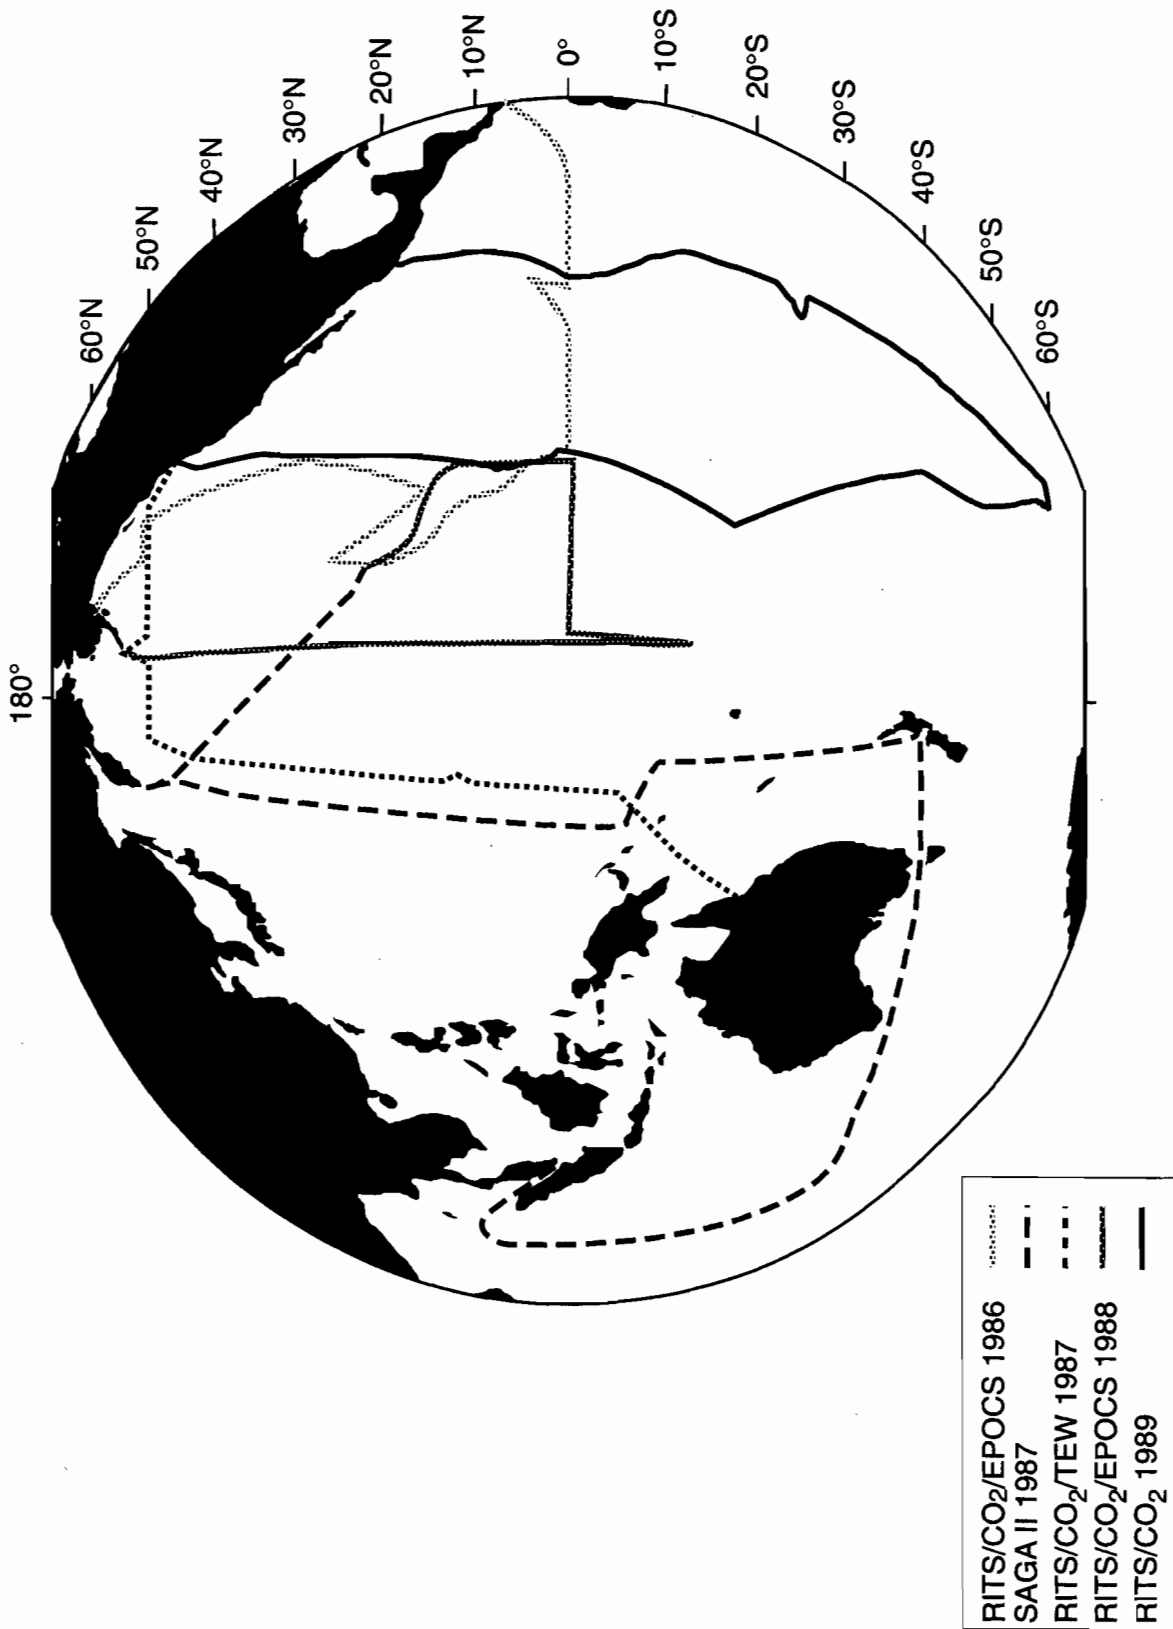 180°
60°N
50°N
40°N
30°N
20°N
10°N
0°
10°S
20°S
30°S
40°S
50°S
60°S
RITS/CO₂/EPOCS 1986
SAGA II 1987
RITS/CO₂/TEW 1987
RITS/CO₂/EPOCS 1988
RITS/CO₂ 1989